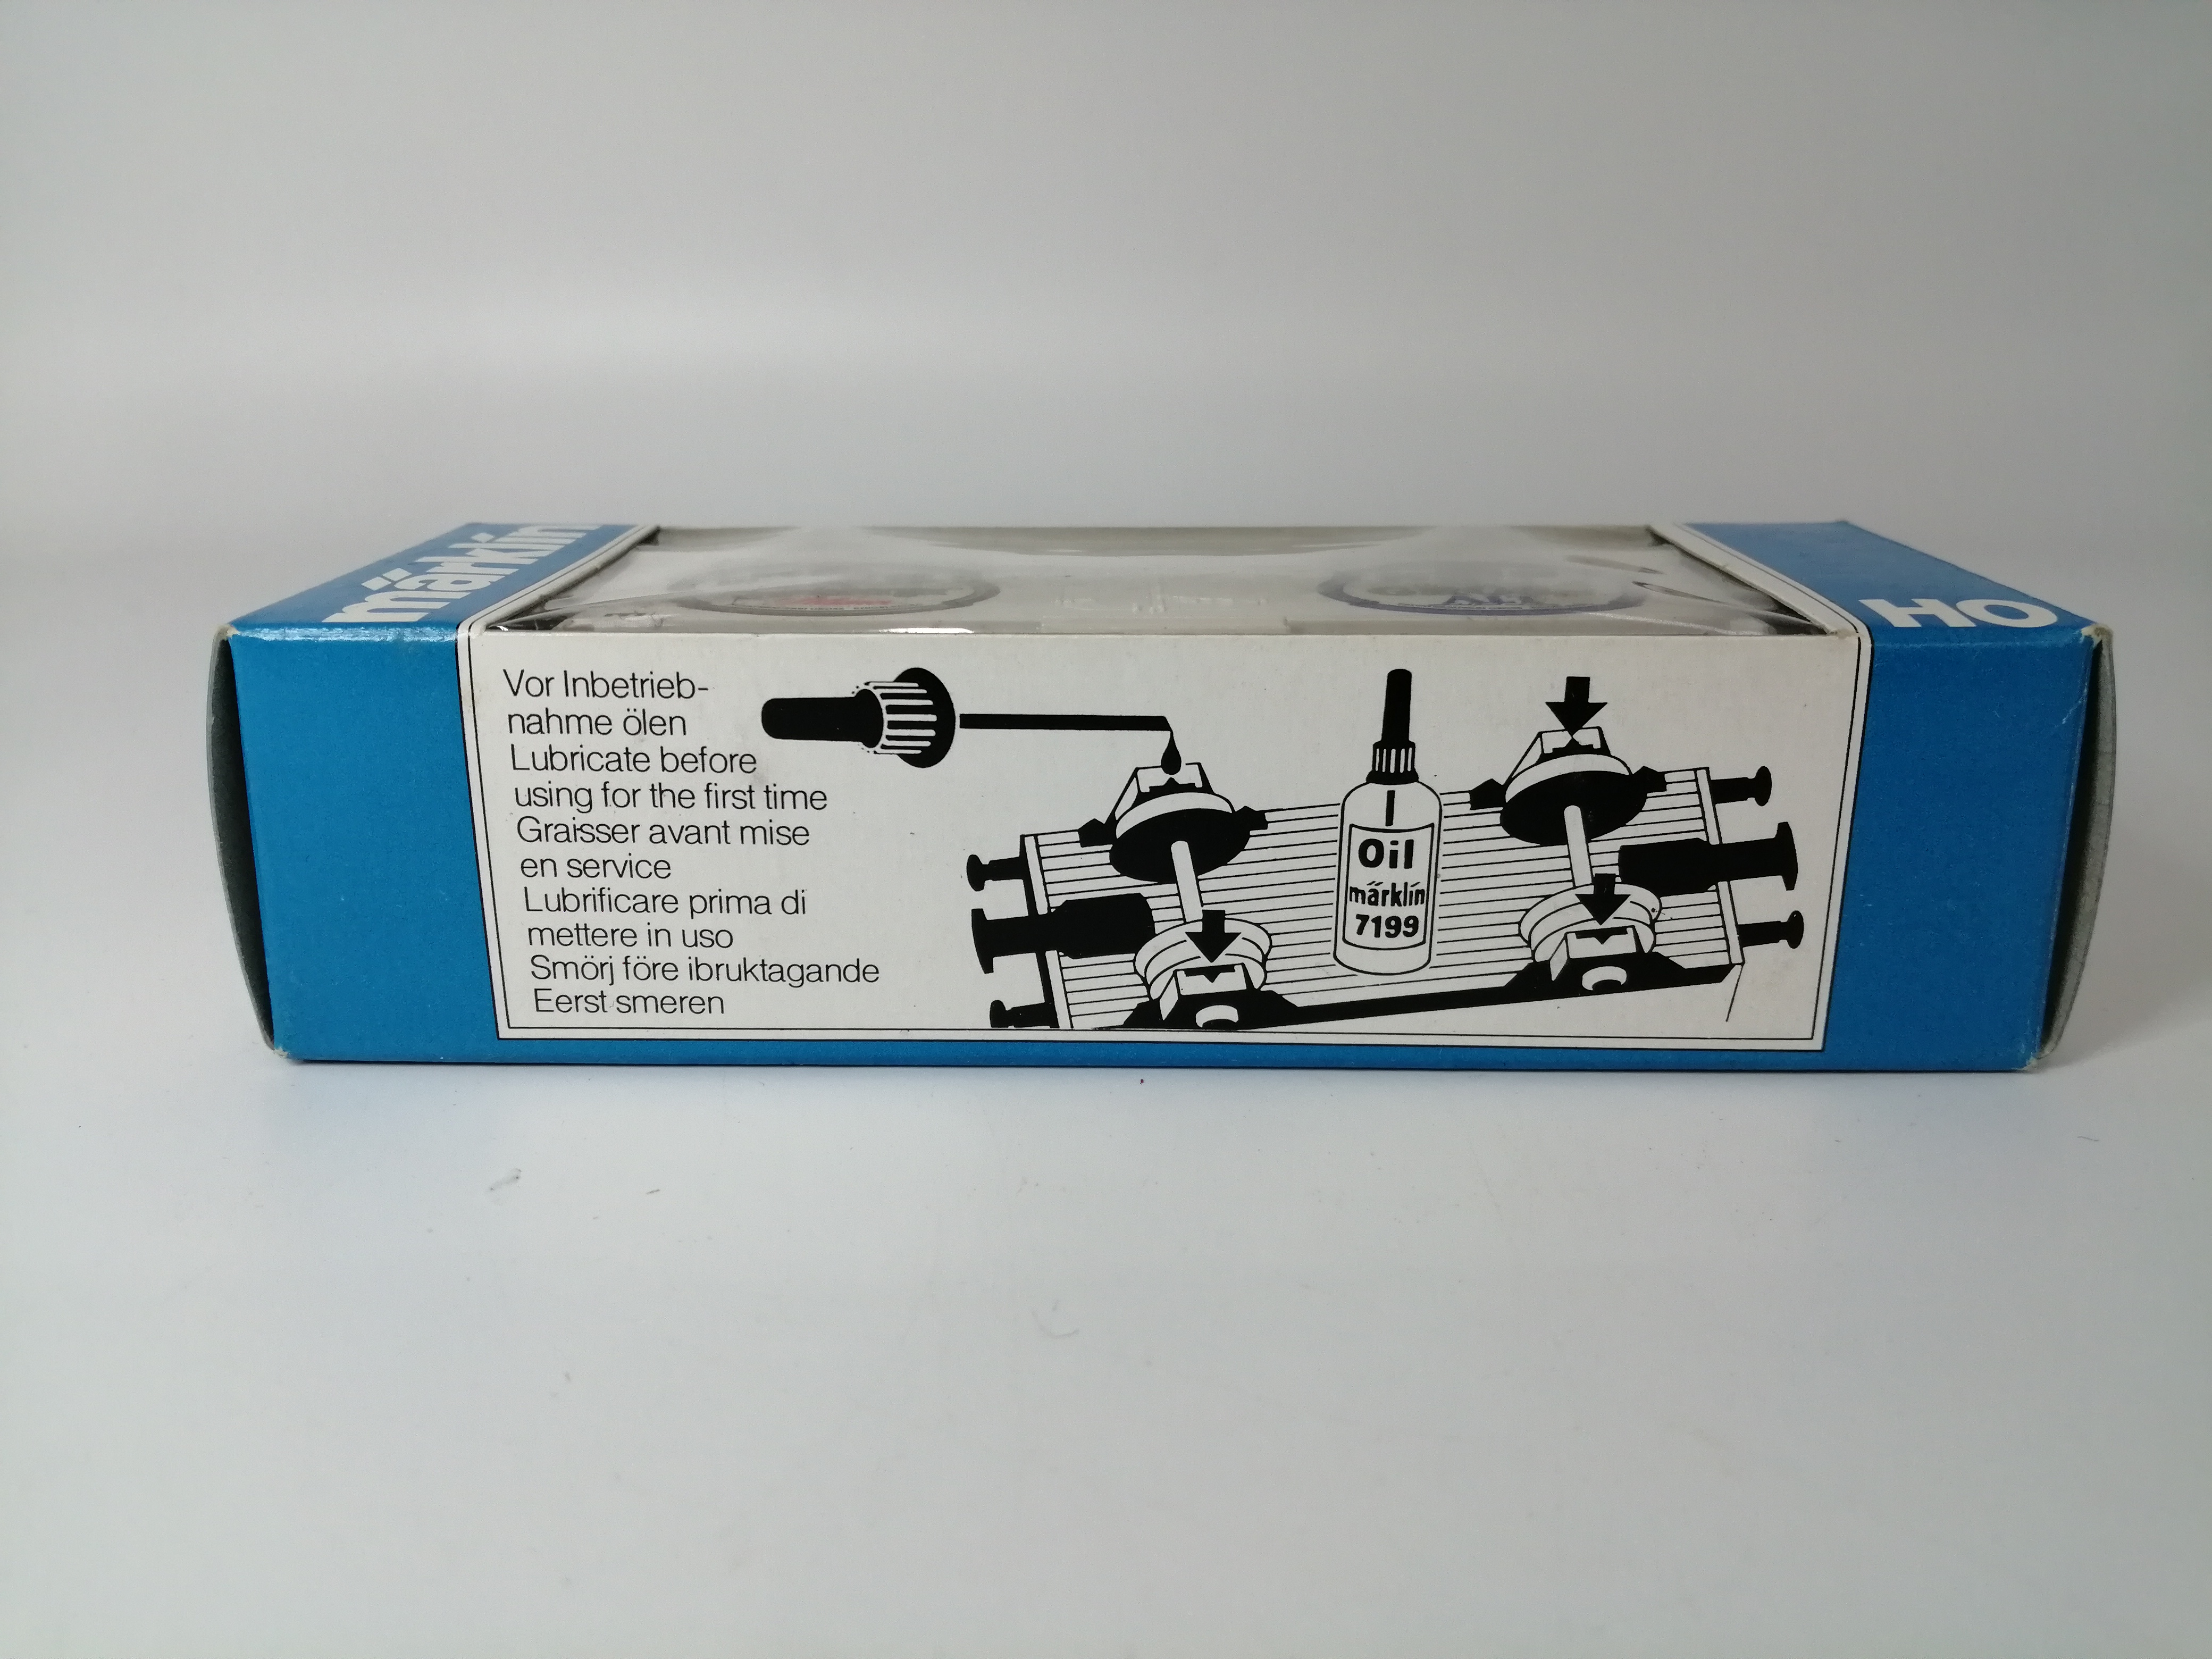 märklin
HO
Vor Inbetrieb-
nahme ölen
Lubricate before
using for the first time
Graisser avant mise
en service
Lubrificare prima di
mettere in uso
Smörj före ibruktagande
Eerst smeren
Oil
märklin
7199